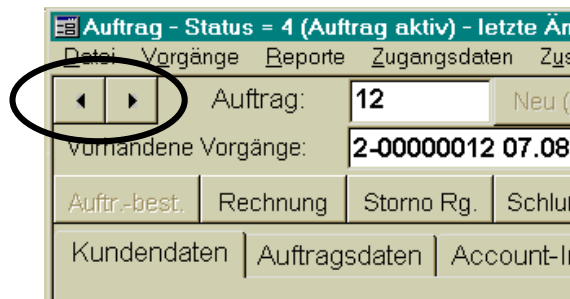 Auftrag - Status = 4 (Auftrag aktiv) - letzte Än
Datei Vorgänge Reporte Zugangsdaten Zus
Auftrag: 12 Neu (
Vorhandene Vorgänge: 2-00000012 07.08
Auftr.-best. Rechnung Storno Rg. Schlu
Kundendaten Auftragsdaten Account-I